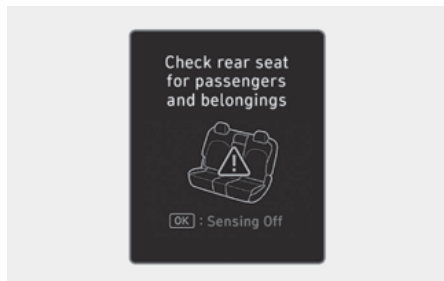 Check rear seat
for passengers
and belongings
OK : Sensing Off